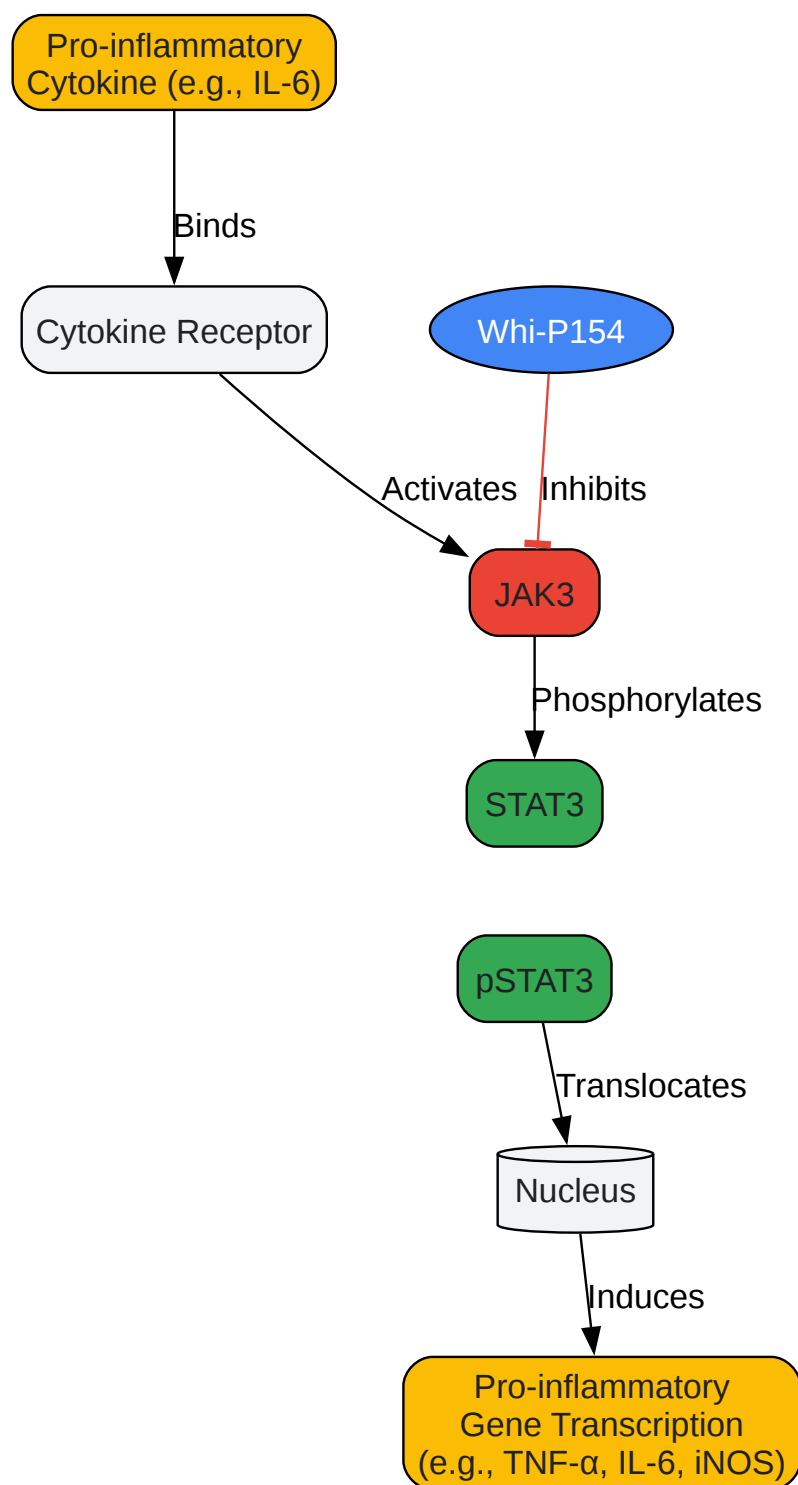 Pro-inflammatory
Cytokine (e.g., IL-6)
Binds
Cytokine Receptor
Whi-P154
Activates
Inhibits
JAK3
Phosphorylates
STAT3
pSTAT3
Translocates
Nucleus
Induces
Pro-inflammatory
Gene Transcription
(e.g., TNF-α, IL-6, iNOS)